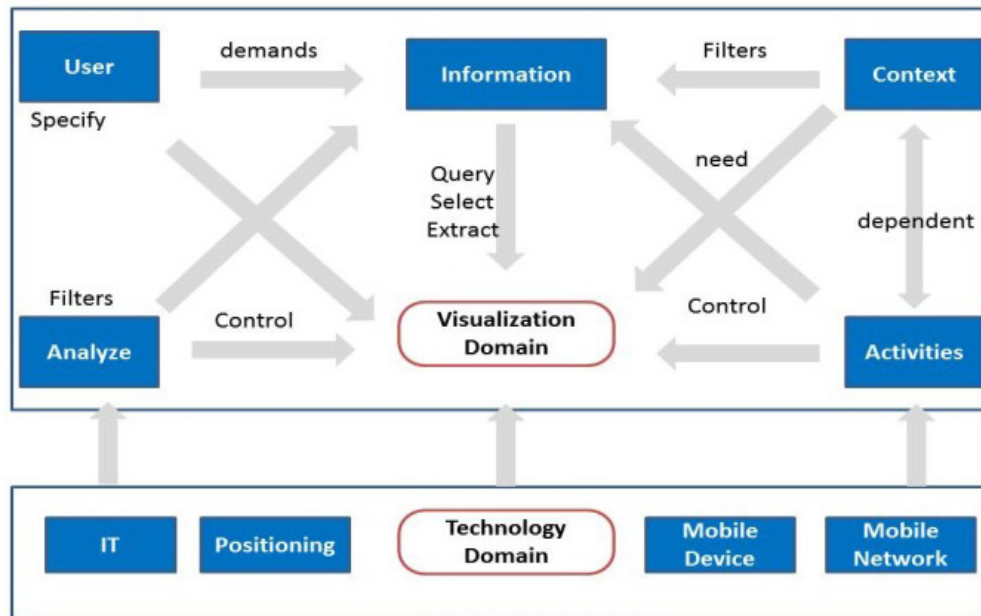 User
demands
Information
Filters
Context
Specify
Query
Select
Extract
need
dependent
Filters
Analyze
Control
Visualization
Domain
Control
Activities
IT
Positioning
Technology
Domain
Mobile
Device
Mobile
Network